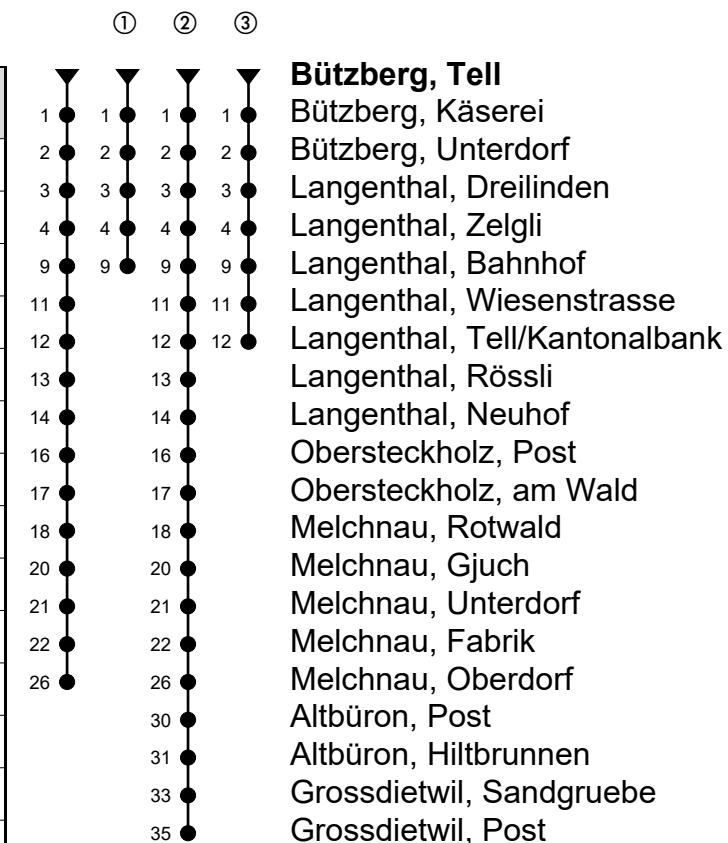 ① ② ③
Bützberg, Tell
1 1 1 1 Bützberg, Käserei
2 2 2 2 Bützberg, Unterdorf
3 3 3 3 Langenthal, Dreilinden
4 4 4 4 Langenthal, Zelgli
9 9 9 9 Langenthal, Bahnhof
11 11 11 Langenthal, Wiesenstrasse
12 12 12 Langenthal, Tell/Kantonalbank
13 13 Langenthal, Rössli
14 14 Langenthal, Neuhof
16 16 Obersteckholz, Post
17 17 Obersteckholz, am Wald
18 18 Melchnau, Rotwald
20 20 Melchnau, Gjuch
21 21 Melchnau, Unterdorf
22 22 Melchnau, Fabrik
26 26 Melchnau, Oberdorf
30 Altbüron, Post
31 Altbüron, Hiltbrunnen
33 Grossdietwil, Sandgruebe
35 Grossdietwil, Post